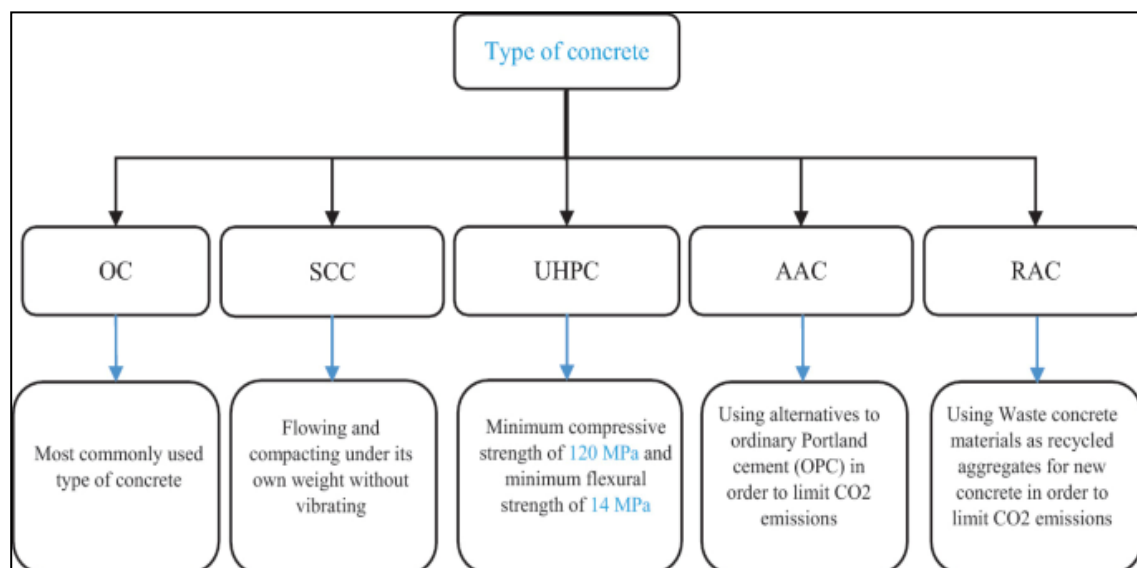 Type of concrete
OC
SCC
UHPC
AAC
RAC
Most commonly used
type of concrete
Flowing and
compacting under its
own weight without
vibrating
Minimum compressive
strength of 120 MPa and
minimum flexural
strength of 14 MPa
Using alternatives to
ordinary Portland
cement (OPC) in
order to limit CO2
emissions
Using Waste concrete
materials as recycled
aggregates for new
concrete in order to
limit CO2 emissions